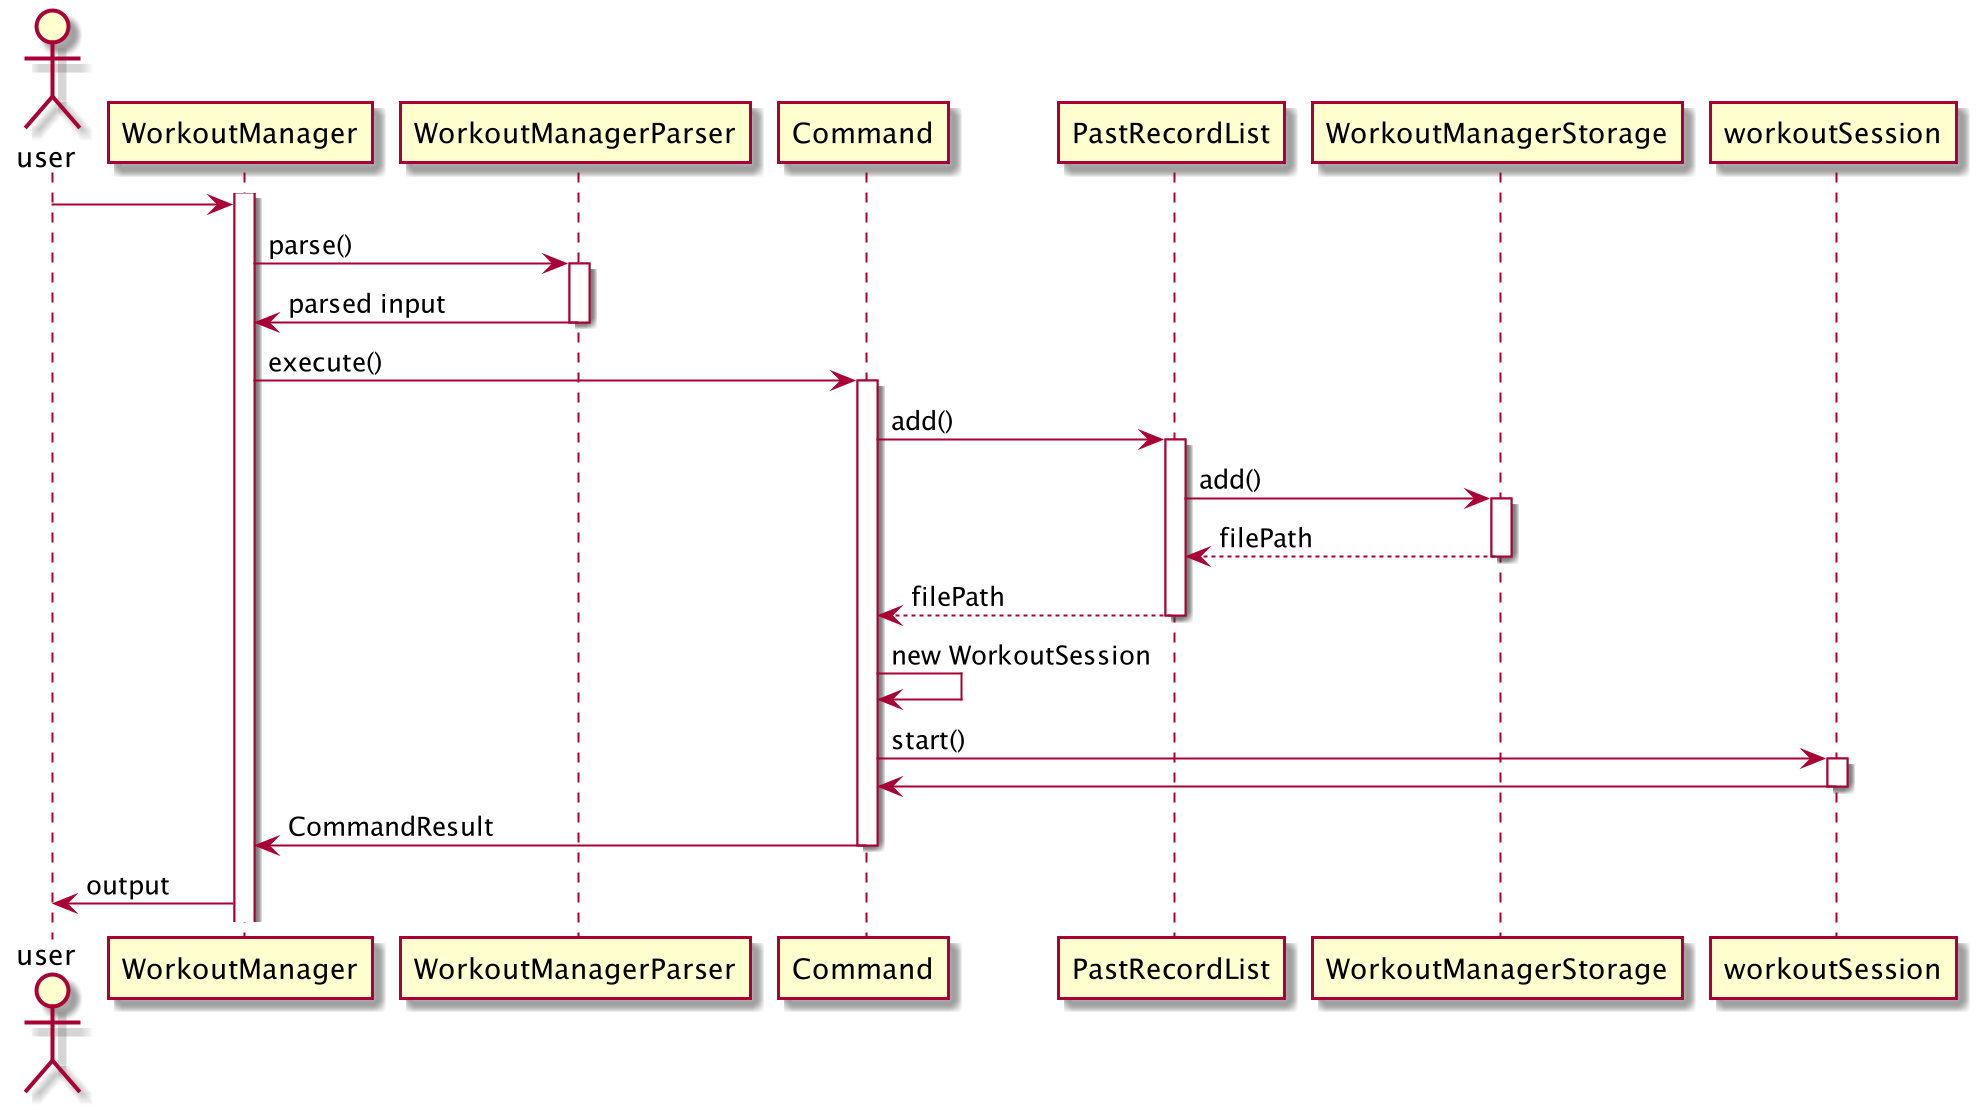 user
WorkoutManager
WorkoutManagerParser
Command
PastRecordList
WorkoutManagerStorage
workoutSession
parse()
parsed input
execute()
add()
add()
filePath
filePath
new WorkoutSession
start()
CommandResult
output
user
WorkoutManager
WorkoutManagerParser
Command
PastRecordList
WorkoutManagerStorage
workoutSession